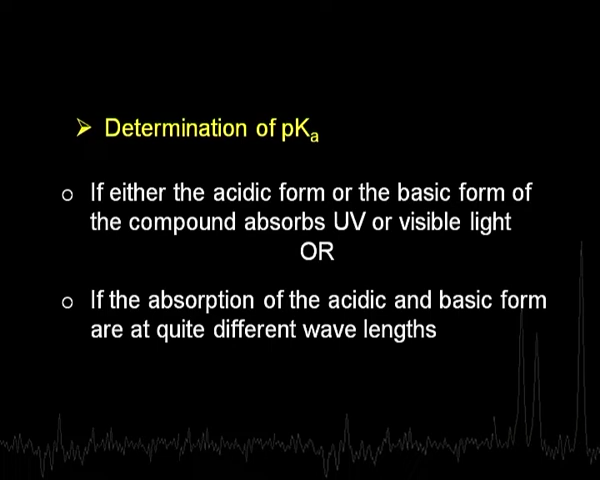 ➢ Determination of pKa
o If either the acidic form or the basic form of
the compound absorbs UV or visible light
OR
o If the absorption of the acidic and basic form
are at quite different wave lengths